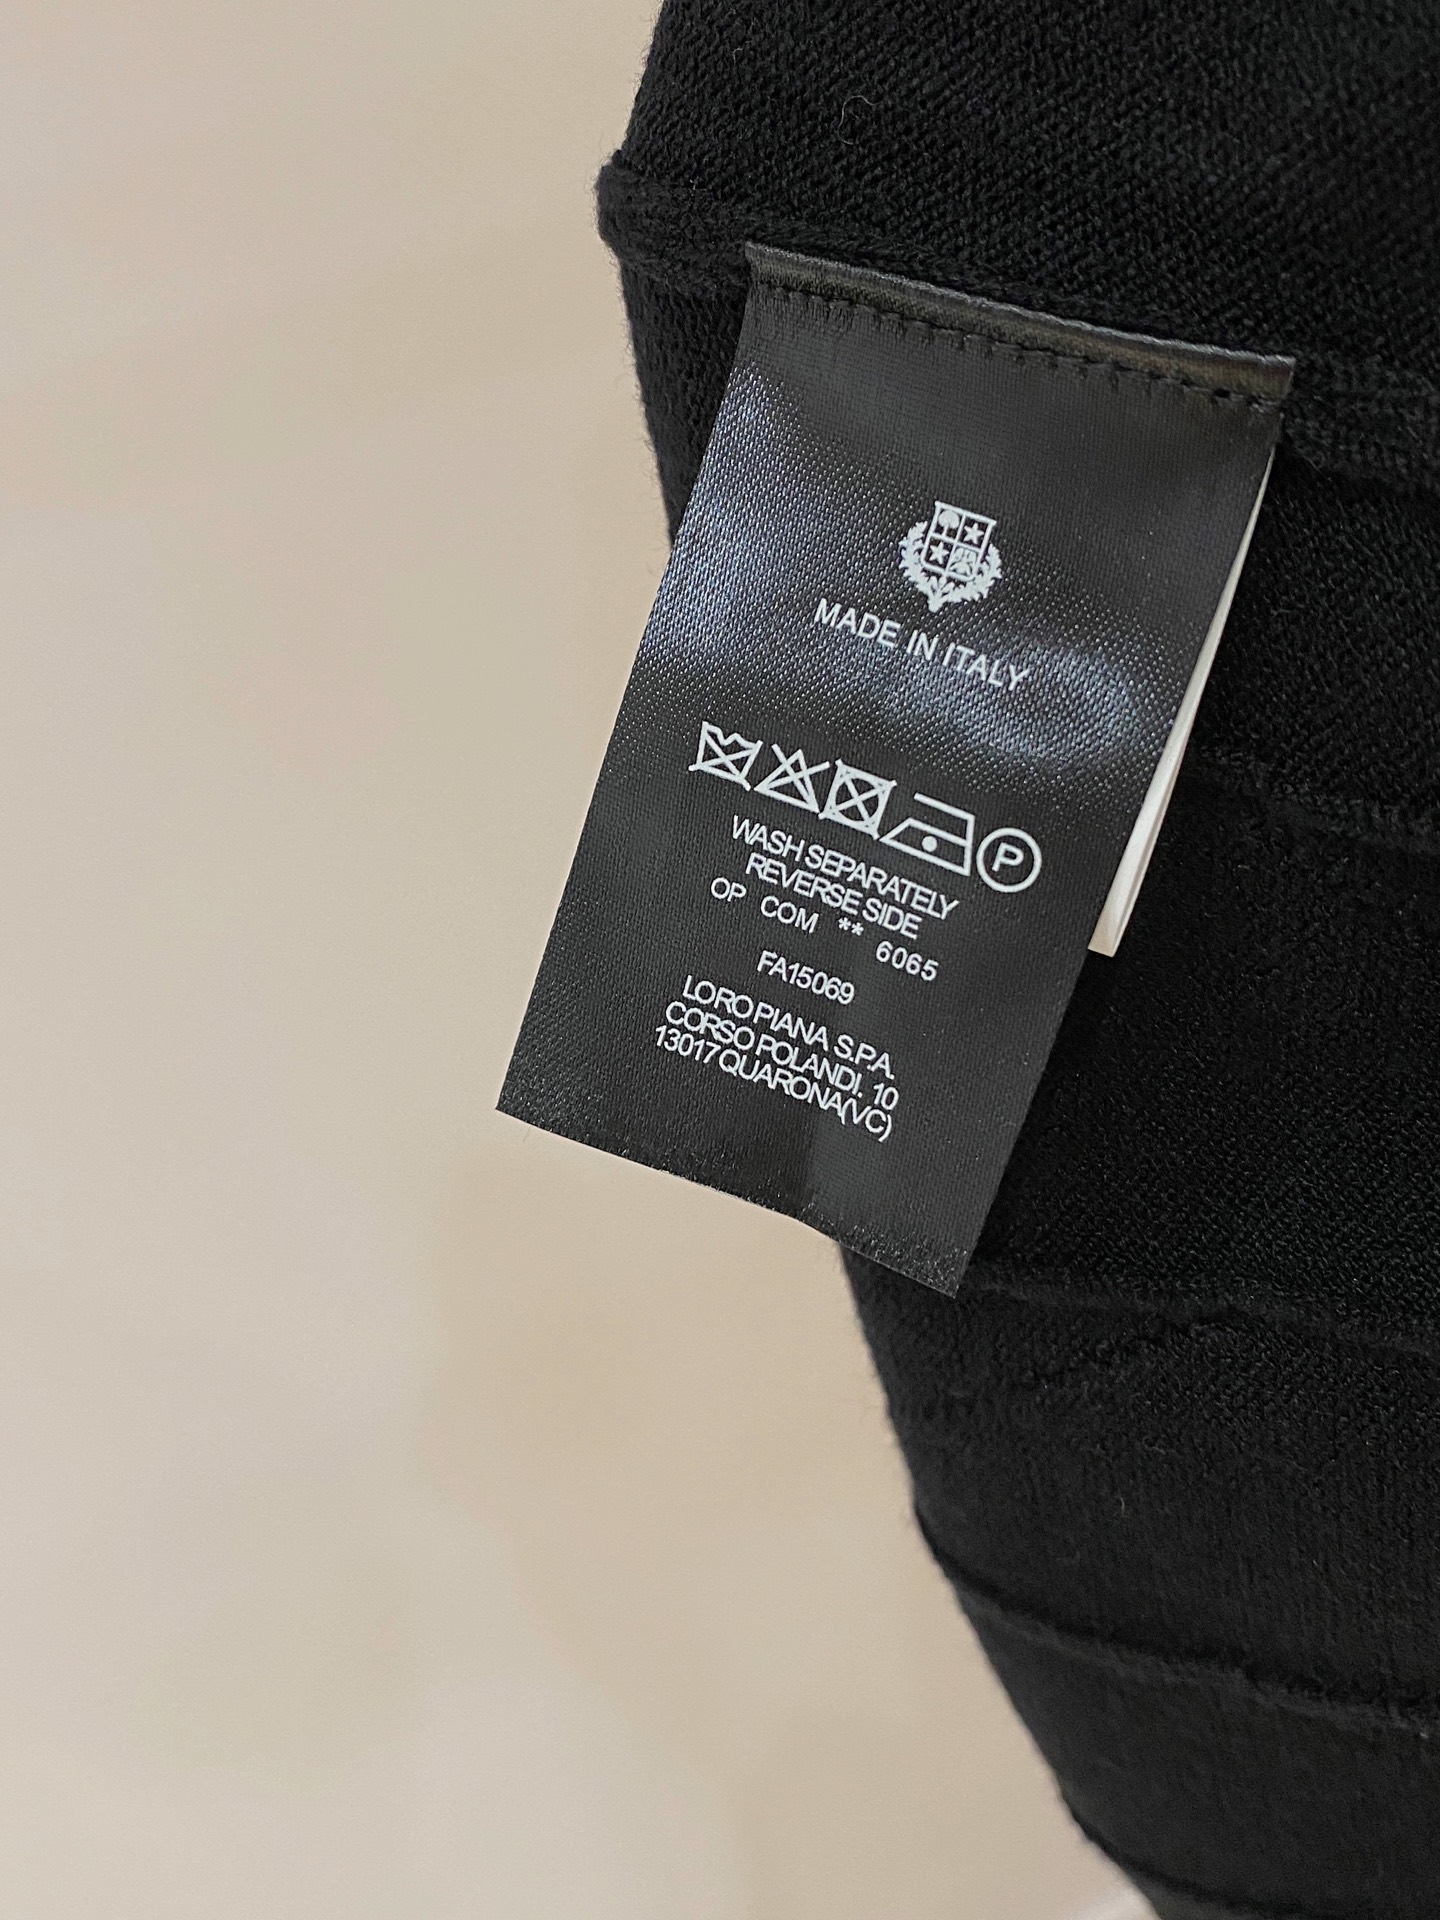 MADE IN ITALY
P
WASH SEPARATELY
REVERSE SIDE
OP COM ** 6065
FA15069
LORO PIANA S.P.A.
CORSO POLANDI. 10
13017 QUARONA(VC)